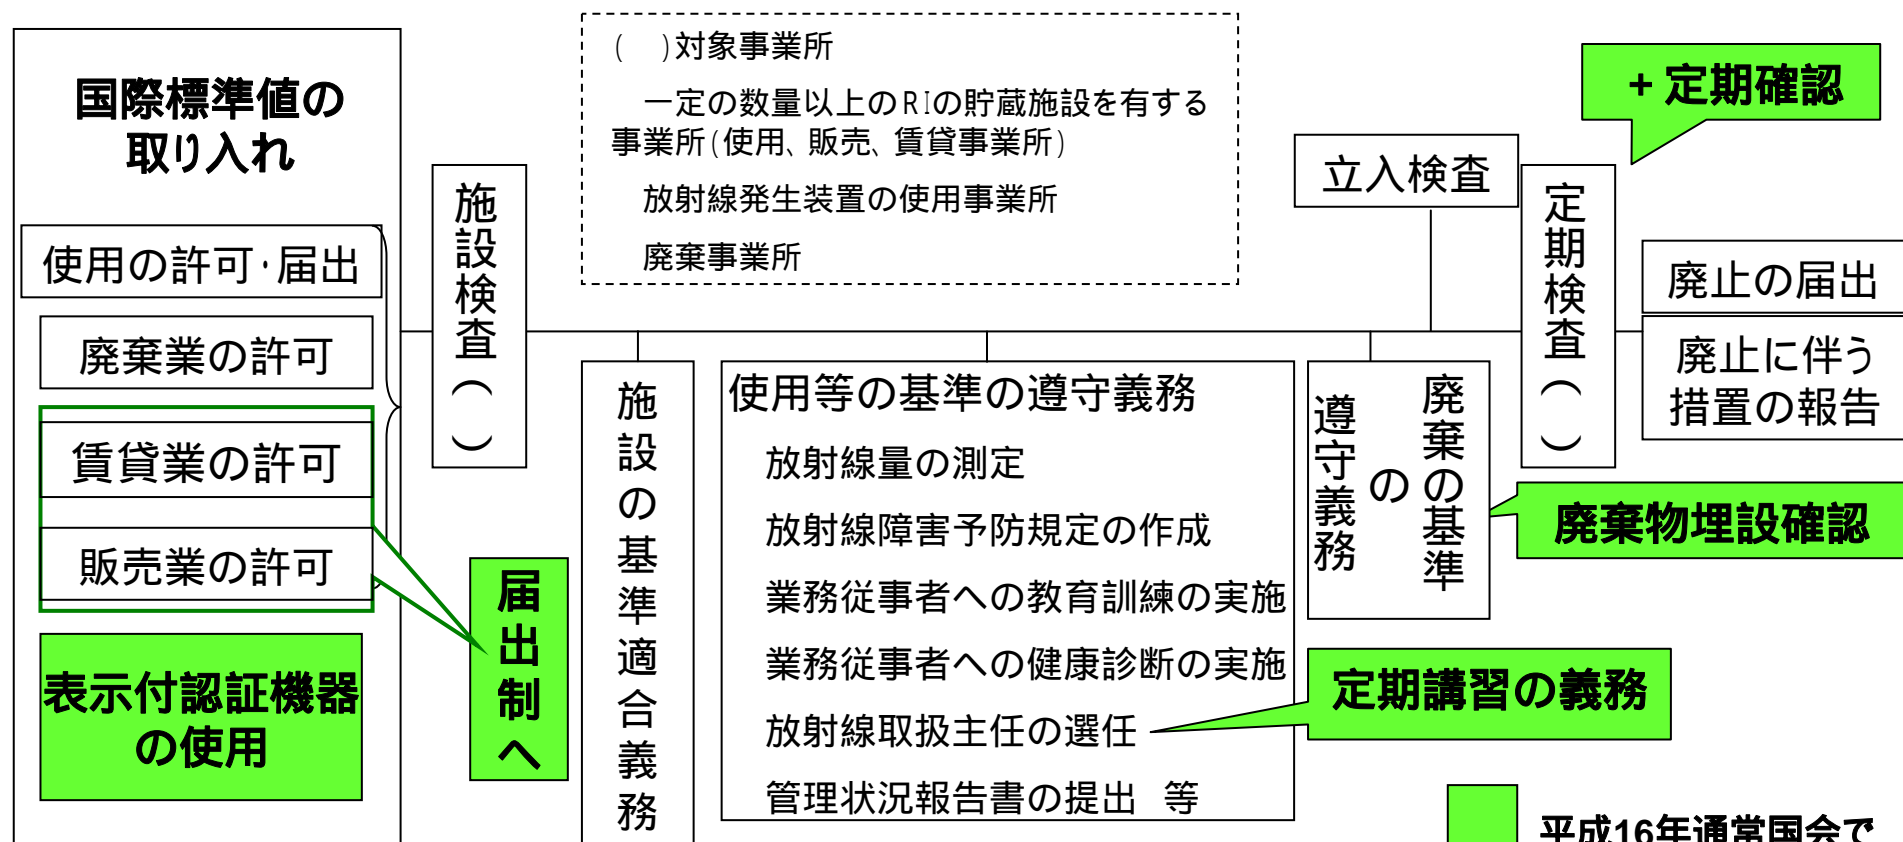 国際標準値の
取り入れ
使用の許可・届出
廃棄業の許可
賃貸業の許可
販売業の許可
表示付認証機器
の使用
施設検査( )
届出制へ
( )対象事業所
一定の数量以上のRIの貯蔵施設を有する
事業所(使用、販売、賃貸事業所)
放射線発生装置の使用事業所
廃棄事業所
施設の基準適合義務
使用等の基準の遵守義務
放射線量の測定
放射線障害予防規定の作成
業務従事者への教育訓練の実施
業務従事者への健康診断の実施
放射線取扱主任の選任
管理状況報告書の提出 等
定期講習の義務
廃棄の基準
の
遵守義務
廃棄物埋設確認
立入検査
定期検査( )
+定期確認
廃止の届出
廃止に伴う
措置の報告
平成16年通常国会で